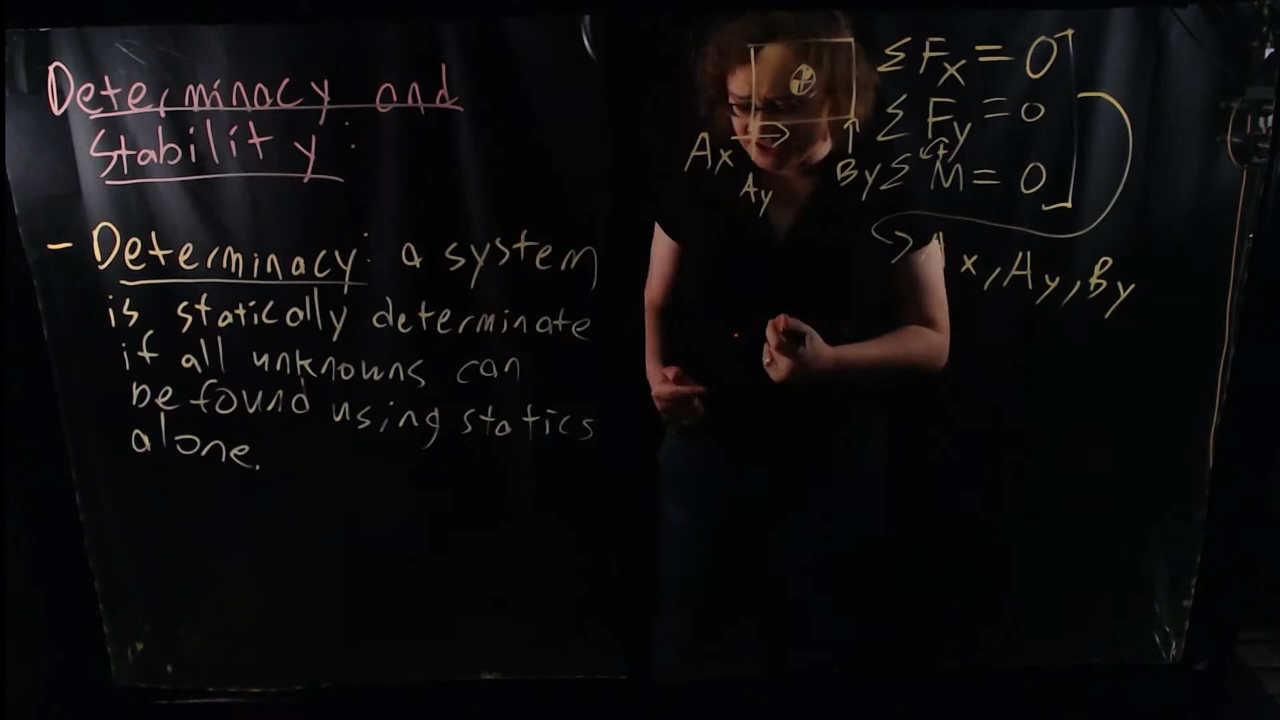 Determinacy and
Stability:
- Determinacy: a system
is statically determinate
if all unknowns can
be found using statics
alone.
Ax
Ay
By
ΣFx = 0
ΣFy = 0
ΣM = 0
Ax, Ay, By